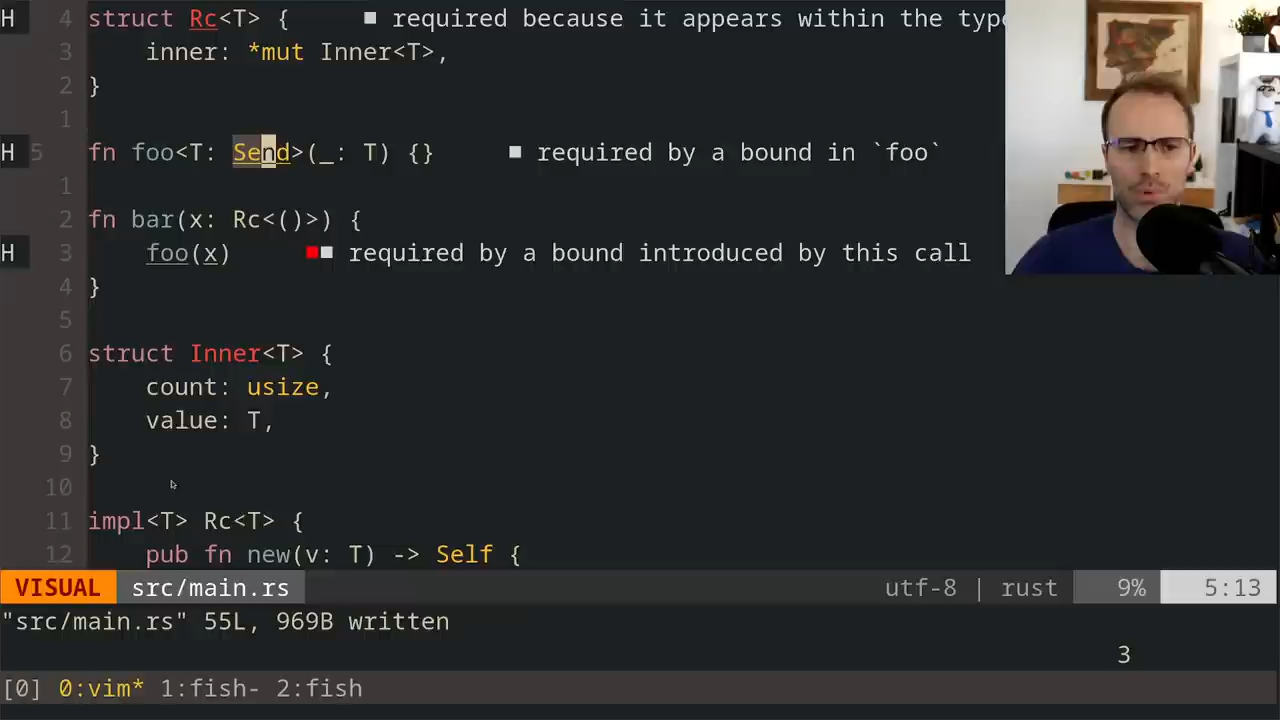 H 4 struct Rc<T> { ■ required because it appears within the type
3 inner: *mut Inner<T>,
2 }
1
H 5 fn foo<T: Send>(_: T) {} ■ required by a bound in `foo`
1
2 fn bar(x: Rc<()>) {
H 3 foo(x) ■■ required by a bound introduced by this call
4 }
5
6 struct Inner<T> {
7 count: usize,
8 value: T,
9 }
10
11 impl<T> Rc<T> {
12 pub fn new(v: T) -> Self {
VISUAL src/main.rs utf-8 | rust 9% 5:13
"src/main.rs" 55L, 969B written
3
[0] 0:vim* 1:fish- 2:fish